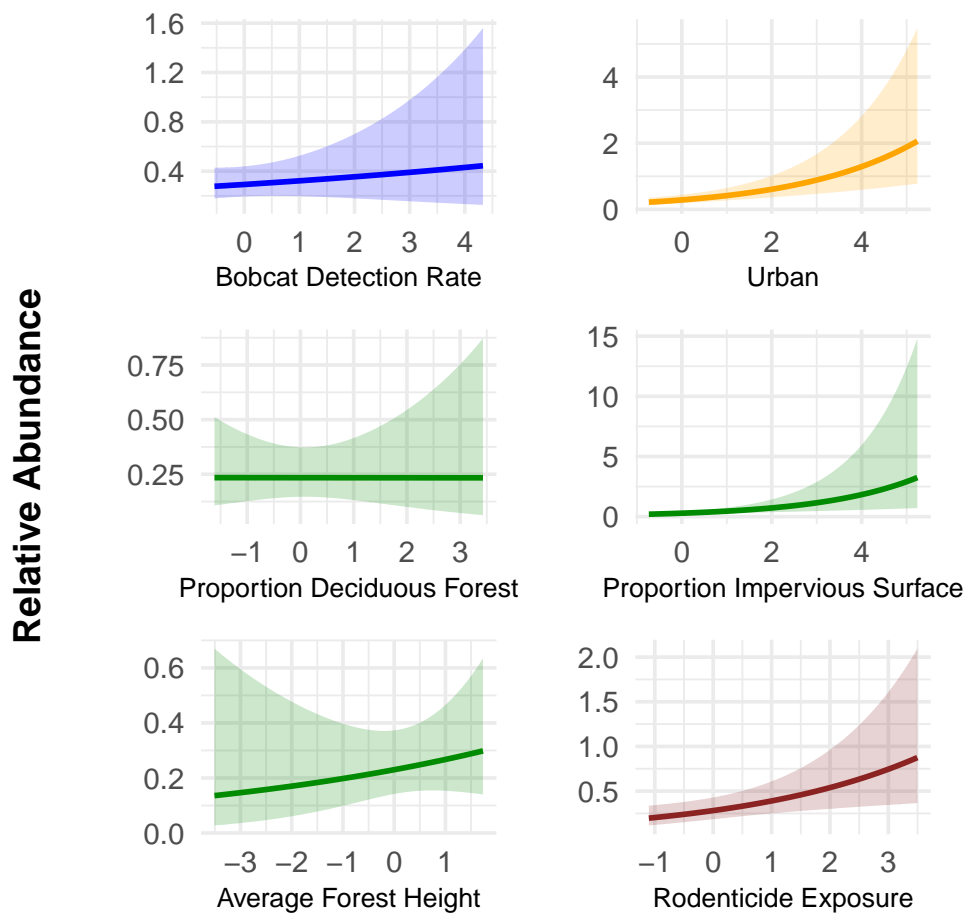 Relative Abundance
1.6
1.2
0.8
0.4
0 1 2 3 4
Bobcat Detection Rate
4
2
0
0 2 4
Urban
0.75
0.50
0.25
−1 0 1 2 3
Proportion Deciduous Forest
15
10
5
0
0 2 4
Proportion Impervious Surface
0.6
0.4
0.2
0.0
−3 −2 −1 0 1
Average Forest Height
2.0
1.5
1.0
0.5
−1 0 1 2 3
Rodenticide Exposure